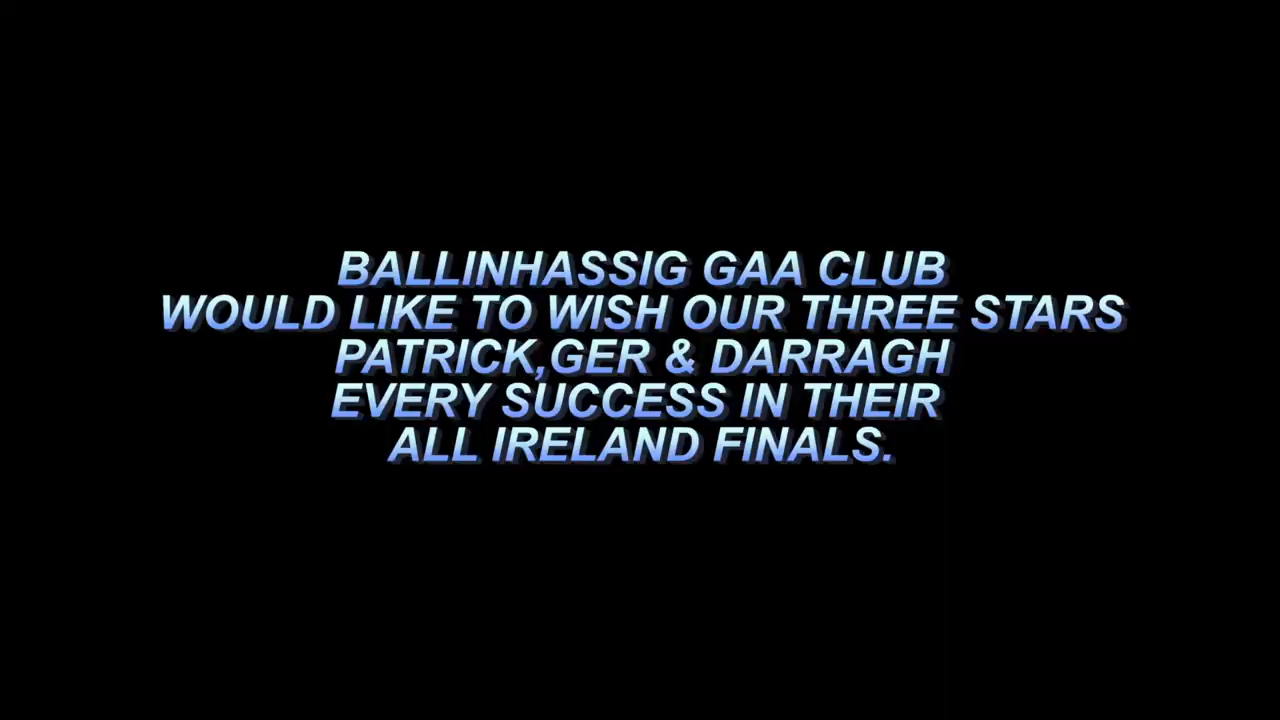 BALLINHASSIG GAA CLUB
WOULD LIKE TO WISH OUR THREE STARS
PATRICK,GER & DARRAGH
EVERY SUCCESS IN THEIR
ALL IRELAND FINALS.